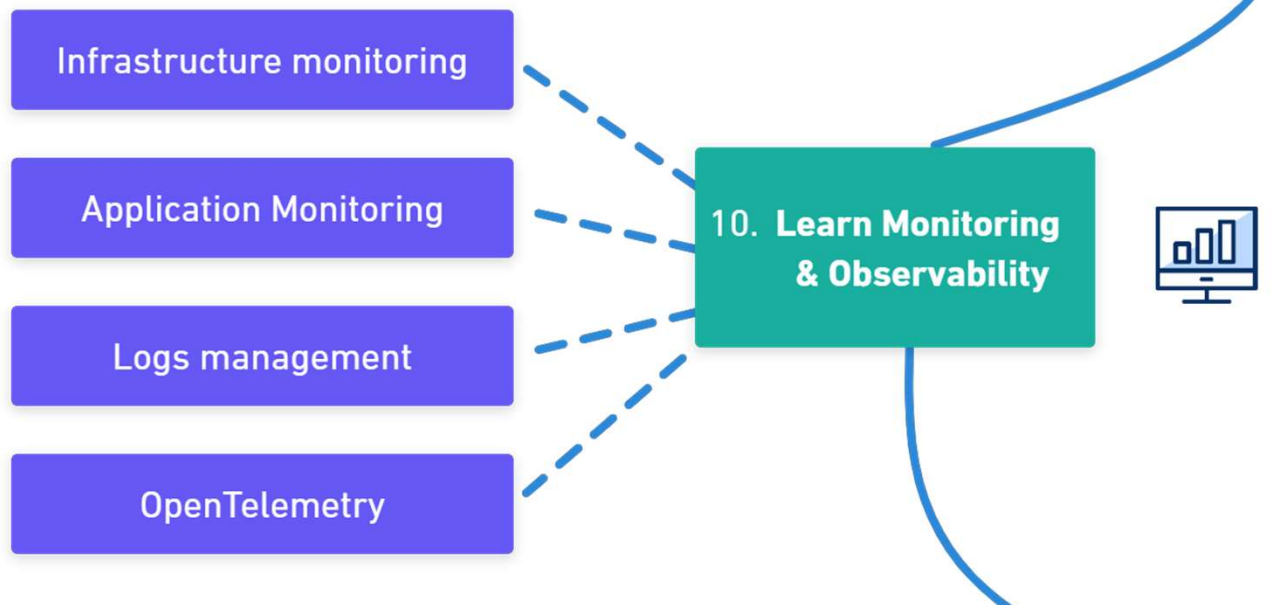 Infrastructure monitoring
Application Monitoring
Logs management
OpenTelemetry
10. Learn Monitoring
& Observability